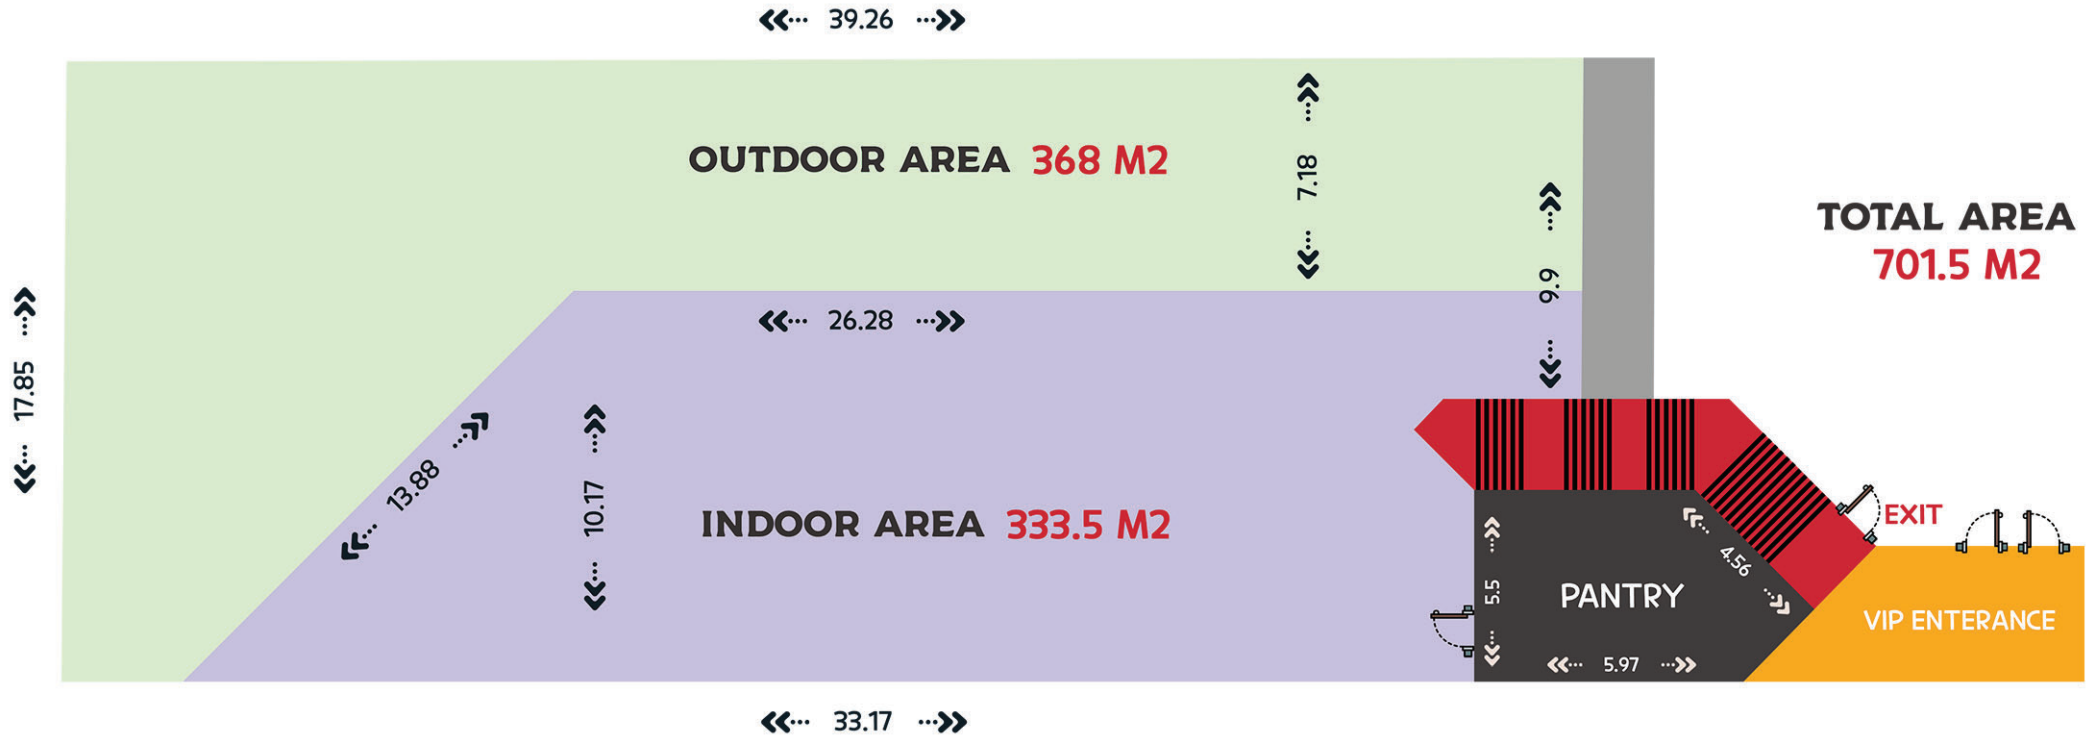 39.26
OUTDOOR AREA 368 M2
7.18
9.9
TOTAL AREA
701.5 M2
26.28
17.85
13.88
10.17
INDOOR AREA 333.5 M2
EXIT
5.5
4.56
PANTRY
VIP ENTERANCE
5.97
33.17